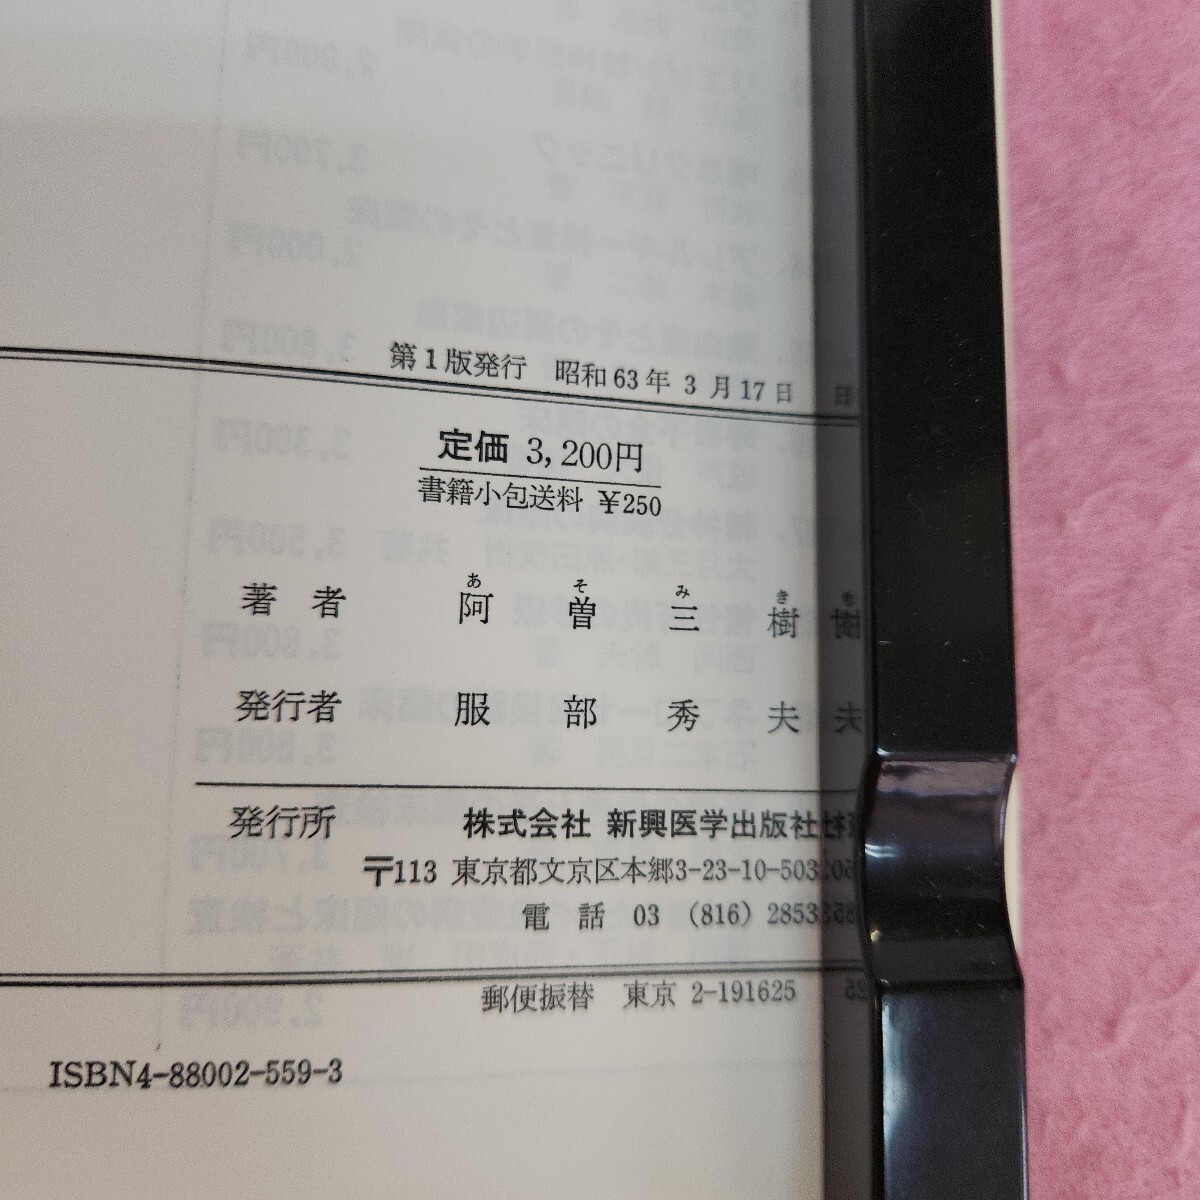 第1版発行 昭和63年 3 月17日
定価 3,200円
書籍小包送料 ¥250
あ そ み き
著 者 阿 曽 三 樹
発行者 服 部 秀 夫
発行所 株式会社 新興医学出版社
〒113 東京都文京区本郷3-23-10-503
電 話 03 (816) 2853
郵便振替 東京 2-191625
ISBN4-88002-559-3